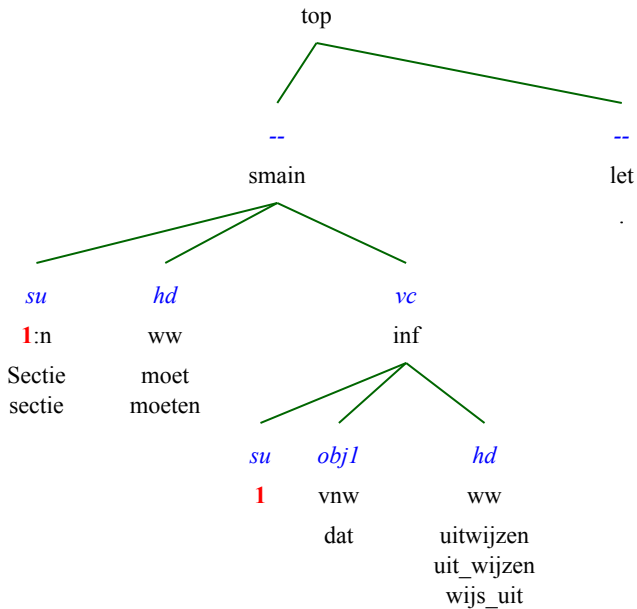 top
-- --
smain let
.
su hd vc
1:n ww inf
Sectie moet
sectie moeten
su obj1 hd
1 vnw ww
dat uitwijzen
uit_wijzen
wijs_uit